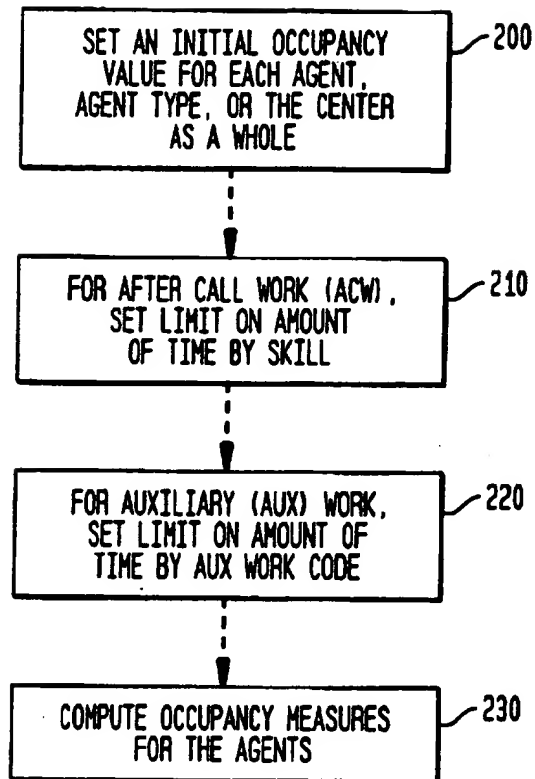 SET AN INITIAL OCCUPANCY
VALUE FOR EACH AGENT,
AGENT TYPE, OR THE CENTER
AS A WHOLE
200
FOR AFTER CALL WORK (ACW),
SET LIMIT ON AMOUNT
OF TIME BY SKILL
210
FOR AUXILIARY (AUX) WORK,
SET LIMIT ON AMOUNT OF
TIME BY AUX WORK CODE
220
COMPUTE OCCUPANCY MEASURES
FOR THE AGENTS
230